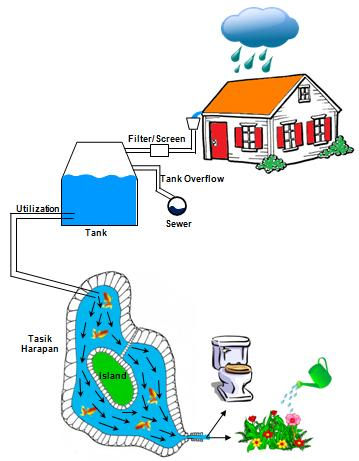 Filter/Screen
Tank Overflow
Utilization
Sewer
Tank
Tasik
Harapan
Island